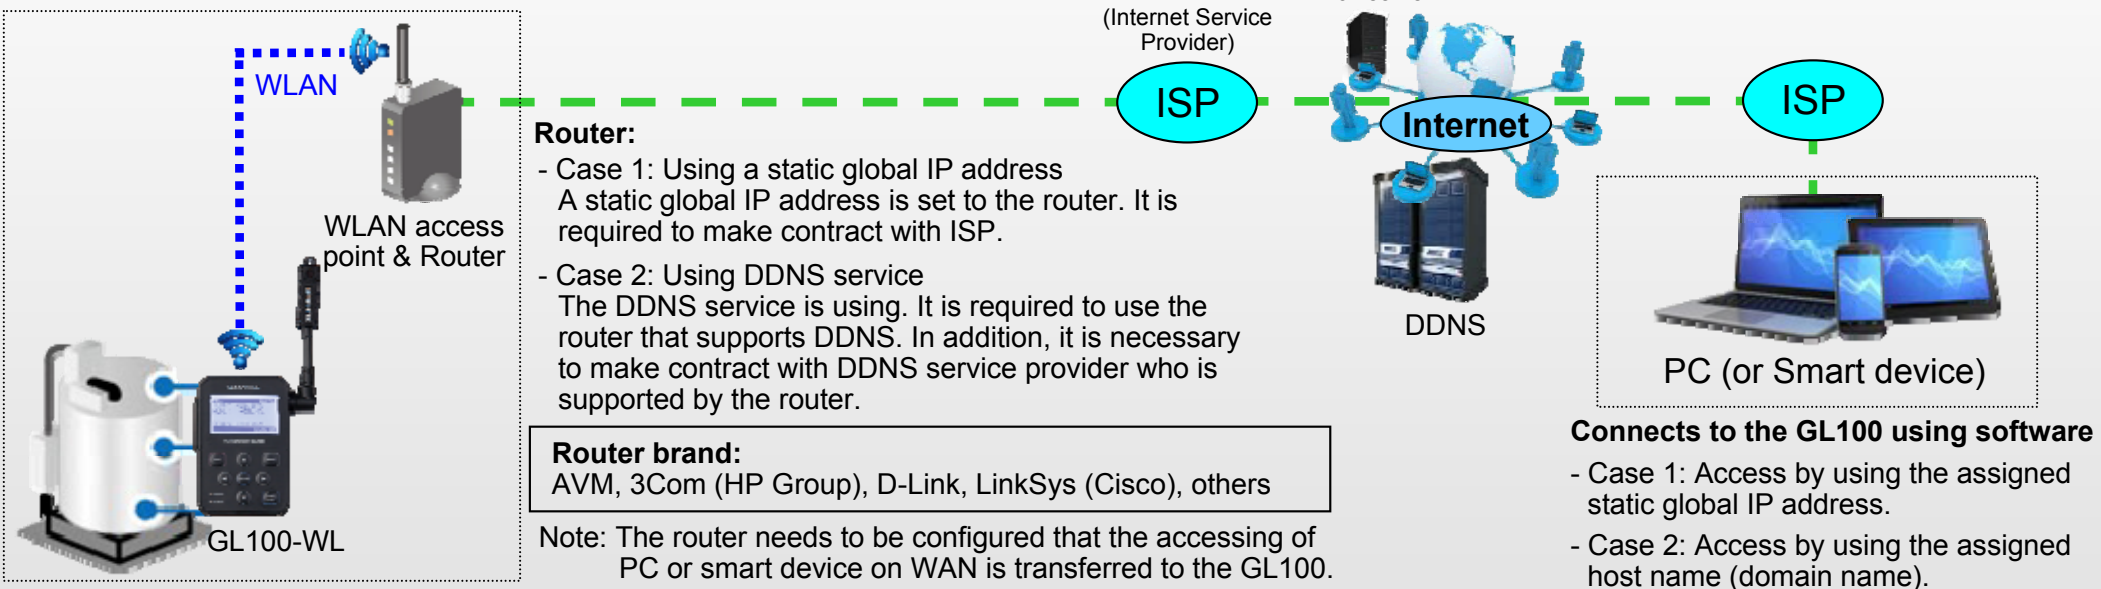 (Internet Service
Provider)
WLAN
ISP
Internet
ISP
WLAN access
point & Router
GL100-WL
Router:
- Case 1: Using a static global IP address
A static global IP address is set to the router. It is
required to make contract with ISP.
- Case 2: Using DDNS service
The DDNS service is using. It is required to use the
router that supports DDNS. In addition, it is necessary
to make contract with DDNS service provider who is
supported by the router.
Router brand:
AVM, 3Com (HP Group), D-Link, LinkSys (Cisco), others
Note: The router needs to be configured that the accessing of
PC or smart device on WAN is transferred to the GL100.
DDNS
PC (or Smart device)
Connects to the GL100 using software
- Case 1: Access by using the assigned
static global IP address.
- Case 2: Access by using the assigned
host name (domain name).